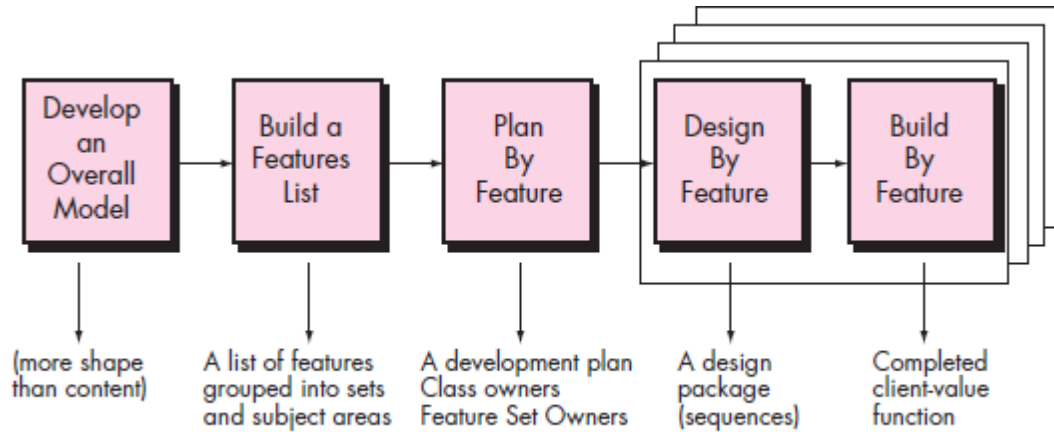 Develop
an
Overall
Model
Build a
Features
List
Plan
By
Feature
Design
By
Feature
Build
By
Feature
(more shape
than content)
A list of features
grouped into sets
and subject areas
A development plan
Class owners
Feature Set Owners
A design
package
(sequences)
Completed
client-value
function